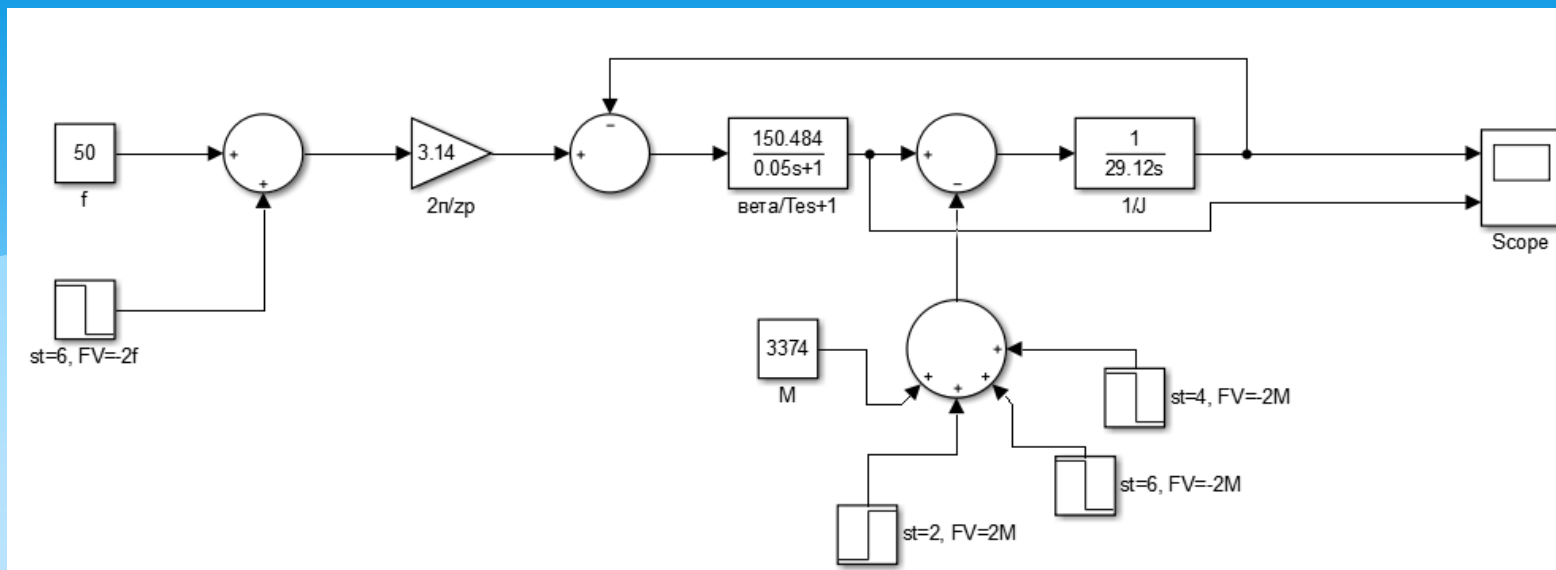 50
f
st=6, FV=-2f
+
+
3.14
2п/zp
−
+
150.484
0.05s+1
вета/Tes+1
+
−
1
29.12s
1/J
Scope
3374
M
+
+
+
+
st=4, FV=-2M
st=6, FV=-2M
st=2, FV=2M